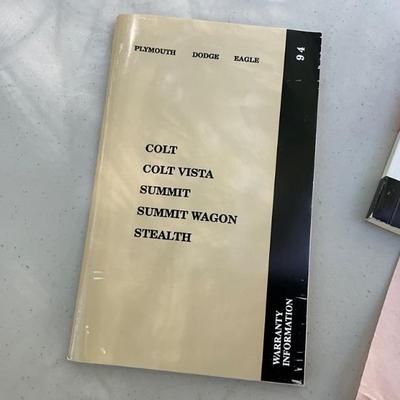 PLYMOUTH DODGE EAGLE
94
COLT
COLT VISTA
SUMMIT
SUMMIT WAGON
STEALTH
WARRANTY
INFORMATION